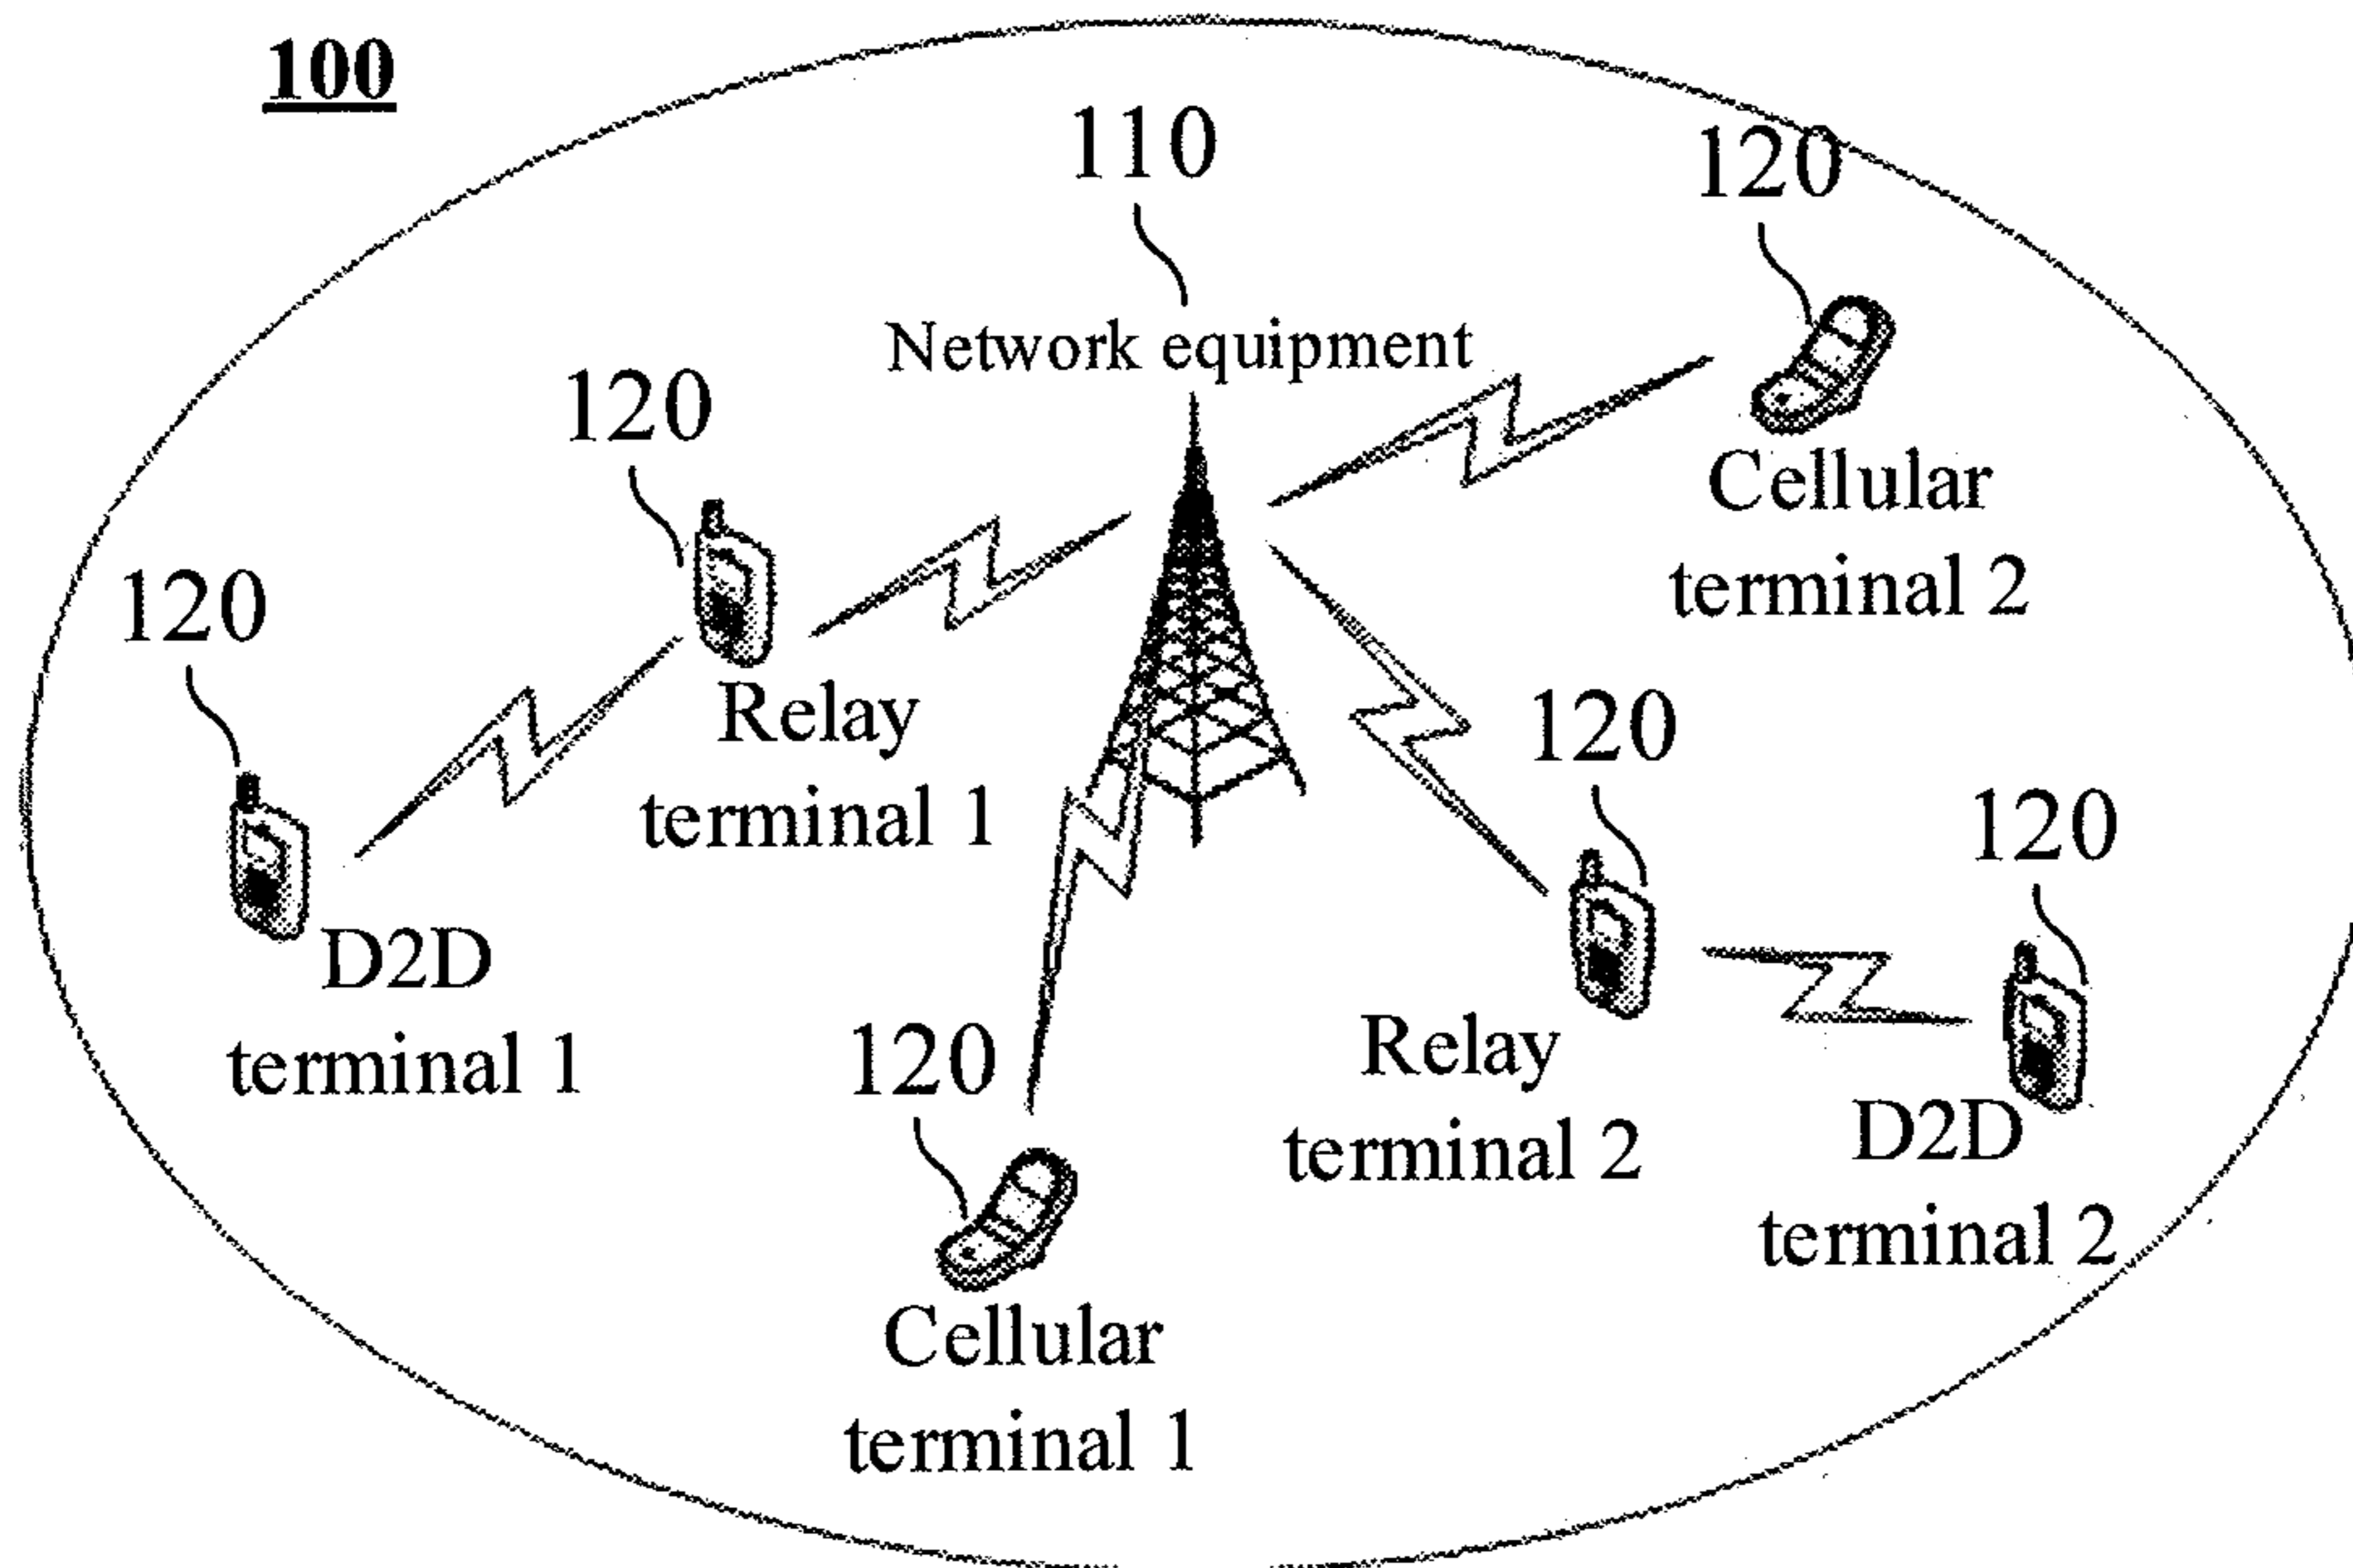 100
110
120
Network equipment
120
Cellular
terminal 2
120
Relay
terminal 1
120
120
120
D2D
terminal 1
Relay
terminal 2
D2D
terminal 2
120
Cellular
terminal 1